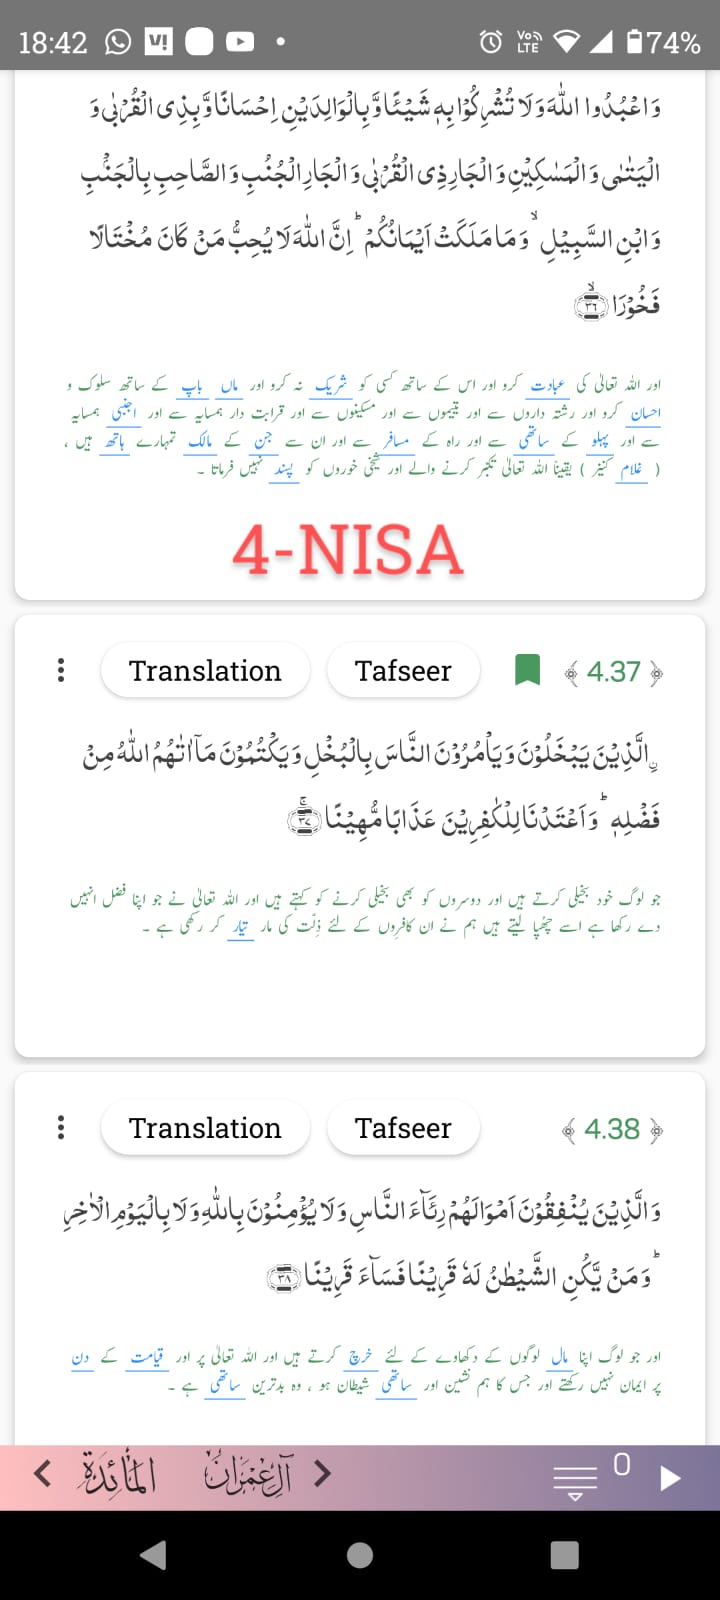 18:42 74%
وَاعْبُدُوا اللّٰهَ وَلَا تُشْرِكُوْا بِهٖ شَيْـًٔا وَّبِالْوَالِدَيْنِ اِحْسَانًا وَّبِذِى الْقُرْبٰى وَ
الْيَتٰمٰى وَالْمَسٰكِيْنِ وَالْجَارِ ذِى الْقُرْبٰى وَالْجَارِ الْجُنُبِ وَالصَّاحِبِ بِالْجَنْۢبِ
وَابْنِ السَّبِيْلِ ۙ وَمَا مَلَكَتْ اَيْمَانُكُمْ ؕ اِنَّ اللّٰهَ لَا يُحِبُّ مَنْ كَانَ مُخْتَالًا
فَخُوْرَا ۙ ﴿۳۶﴾
اور اللہ تعالٰی کی عبادت کرو اور اس کے ساتھ کسی کو شریک نہ کرو اور ماں باپ کے ساتھ سلوک و
احسان کرو اور رشتہ داروں سے اور یتیموں سے اور مسکینوں سے اور قرابت دار ہمسایہ سے اور اجنبی ہمسایہ
سے اور پہلو کے ساتھی سے اور راہ کے مسافر سے اور ان سے جن کے مالک تمہارے ہاتھ ہیں ،
( غلام کنیز ) یقیناً اللہ تعالٰی تکبّر کرنے والے اور شیخی خوروں کو پسند نہیں فرماتا ۔
4-NISA
Translation Tafseer 4.37
ۨالَّذِيْنَ يَبْخَلُوْنَ وَيَاْمُرُوْنَ النَّاسَ بِالْبُخْلِ وَيَكْتُمُوْنَ مَاۤ اٰتٰٮهُمُ اللّٰهُ مِنْ
فَضْلِهٖ ؕ وَاَعْتَدْنَا لِلْكٰفِرِيْنَ عَذَابًا مُّهِيْنًا ۚ ﴿۳۷﴾
جو لوگ خود بخیلی کرتے ہیں اور دوسروں کو بھی بخیلی کرنے کو کہتے ہیں اور اللہ تعالٰی نے جو اپنا فضل انہیں
دے رکھا ہے اسے چُھپا لیتے ہیں ہم نے ان کافروں کے لئے ذِلّت کی مار تیار کر رکھی ہے ۔
Translation Tafseer 4.38
وَالَّذِيْنَ يُنْفِقُوْنَ اَمْوَالَهُمْ رِئَآءَ النَّاسِ وَلَا يُؤْمِنُوْنَ بِاللّٰهِ وَلَا بِالْيَوْمِ الْاٰخِرِ
ؕ وَمَنْ يَّكُنِ الشَّيْطٰنُ لَهٗ قَرِيْنًا فَسَآءَ قَرِيْنًا ﴿۳۸﴾
اور جو لوگ اپنا مال لوگوں کے دکھاوے کے لئے خرچ کرتے ہیں اور اللہ تعالٰی پر اور قیامت کے دن
پر ایمان نہیں رکھتے اور جس کا ہم نشین اور ساتھی شیطان ہو ، وہ بدترین ساتھی ہے ۔
المَائدَة آل عِمرَان 0